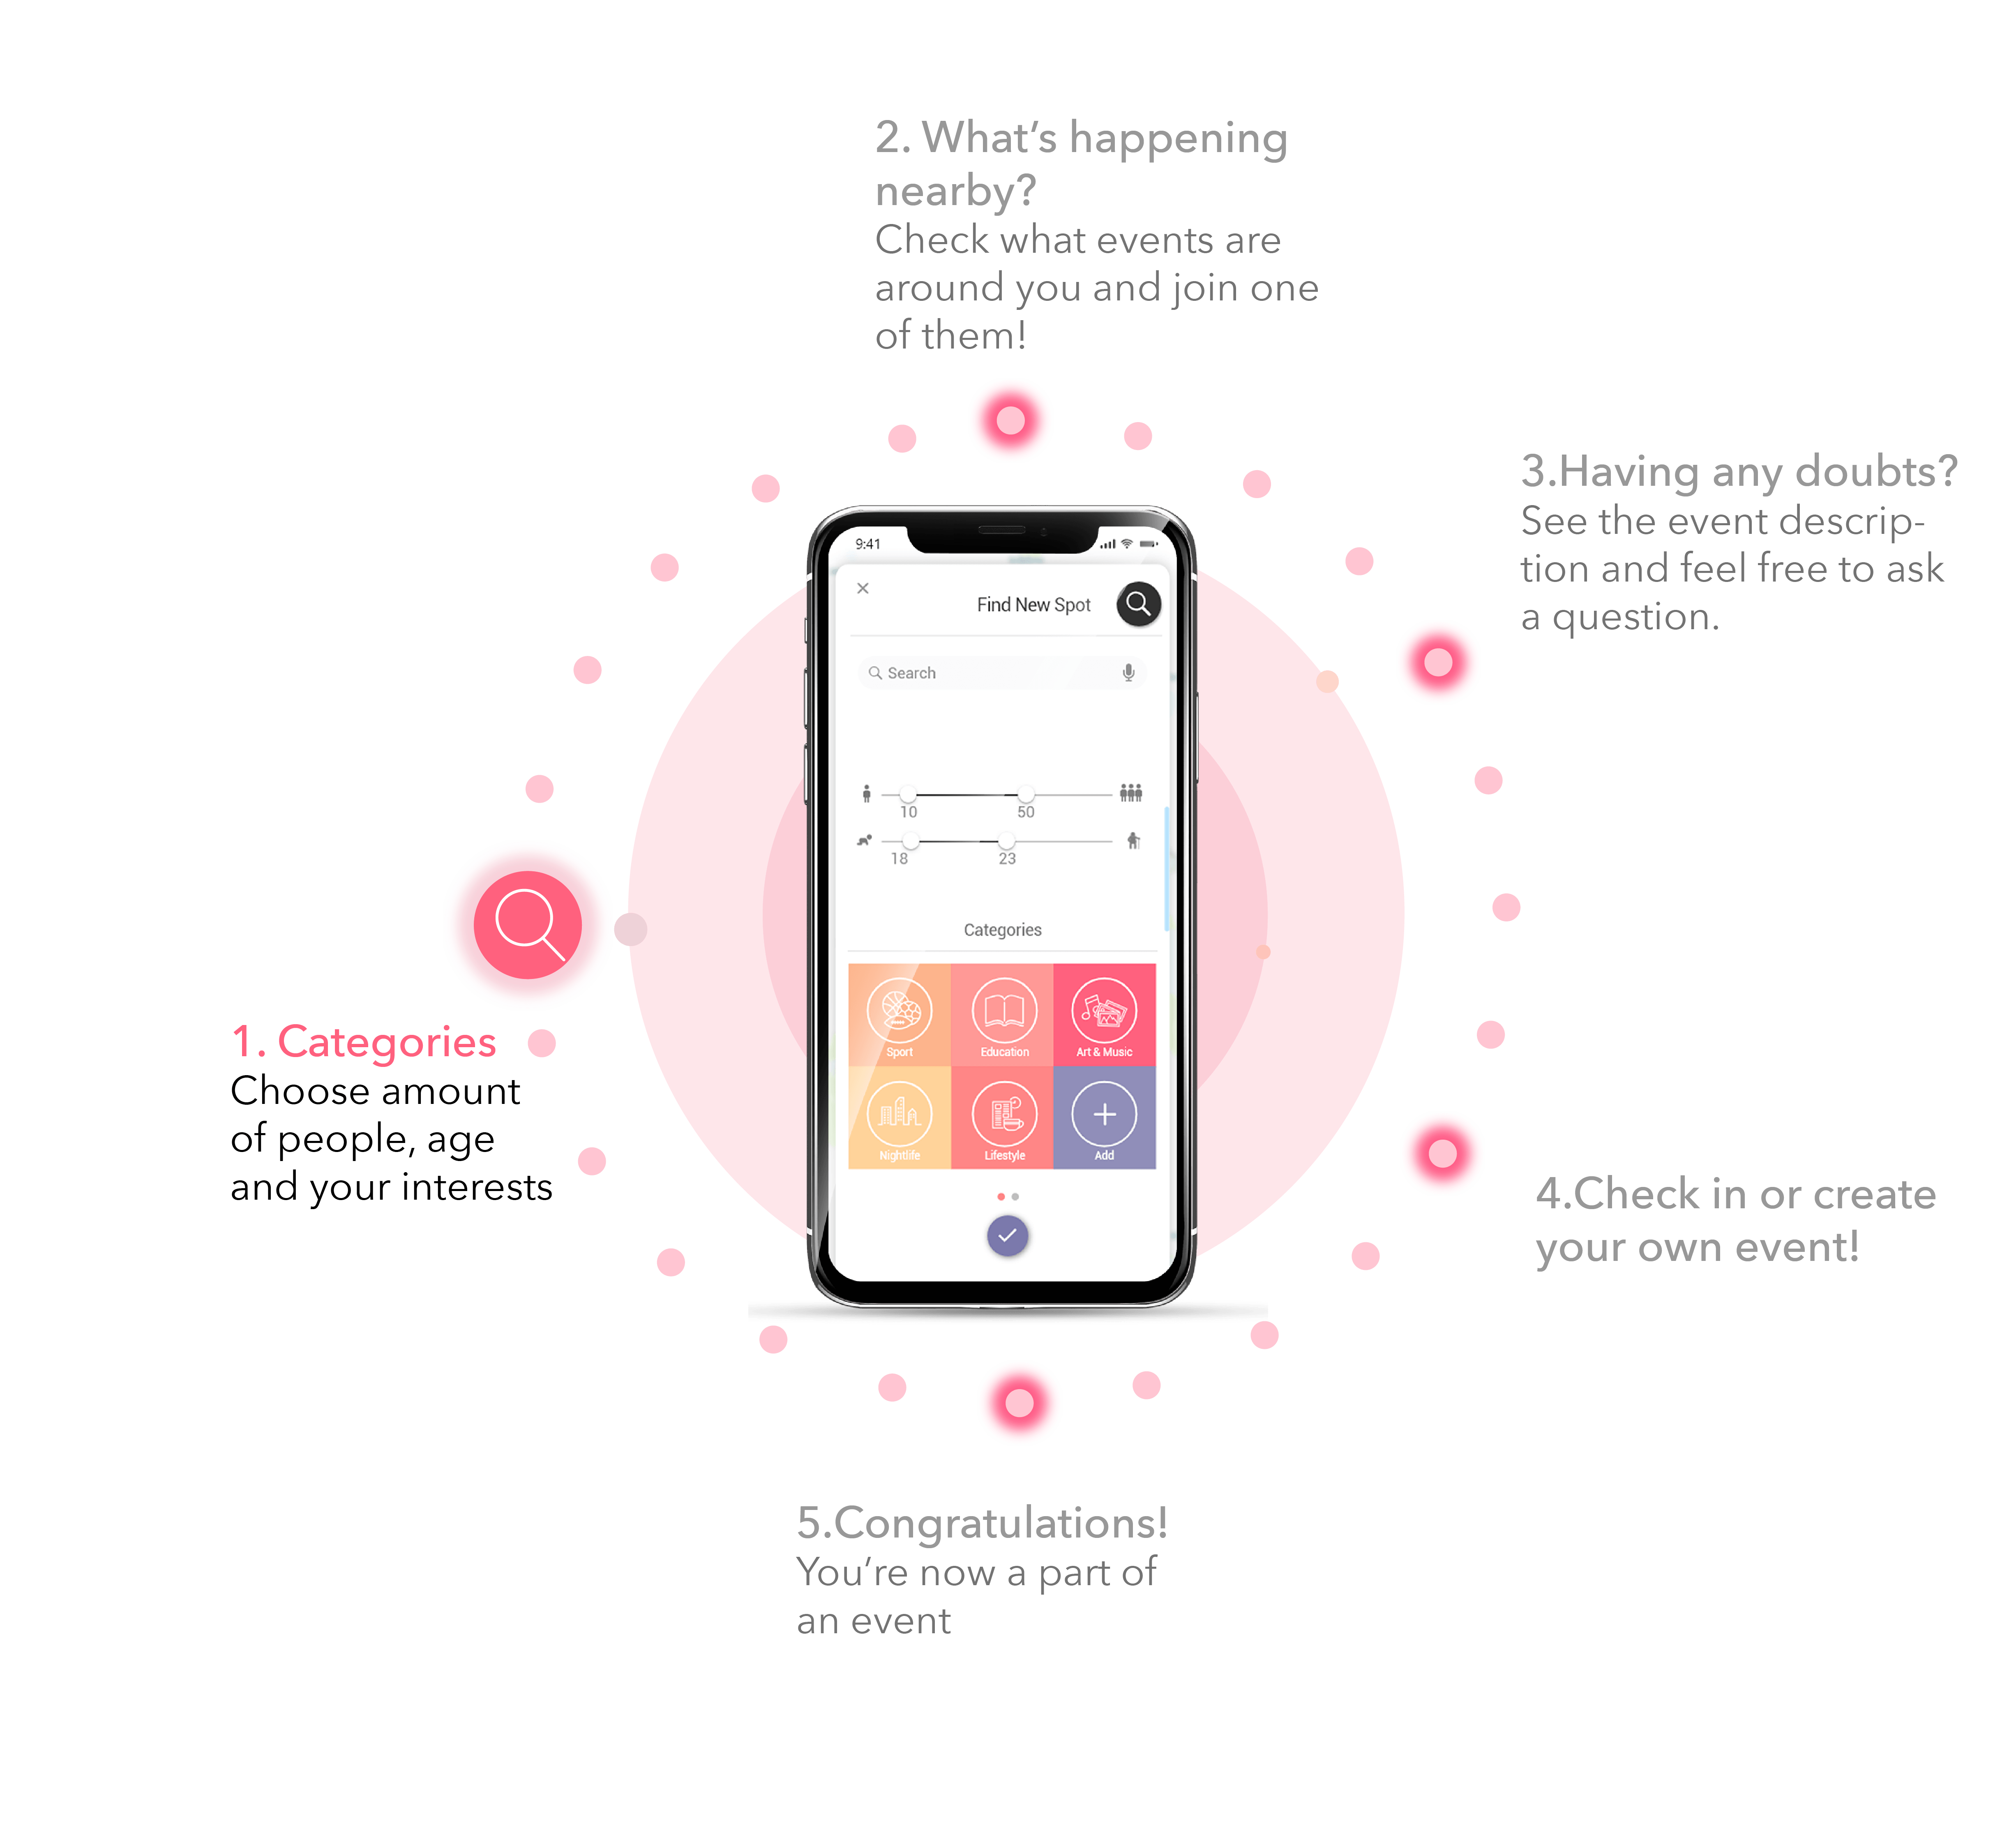 2. What's happening
nearby?
Check what events are
around you and join one
of them!
3.Having any doubts?
See the event descrip-
tion and feel free to ask
a question.
9:41
Find New Spot
Search
10
50
18
23
Categories
Sport
Education
Art & Music
Nightlife
Lifestyle
Add
1. Categories
Choose amount
of people, age
and your interests
4.Check in or create
your own event!
5.Congratulations!
You're now a part of
an event